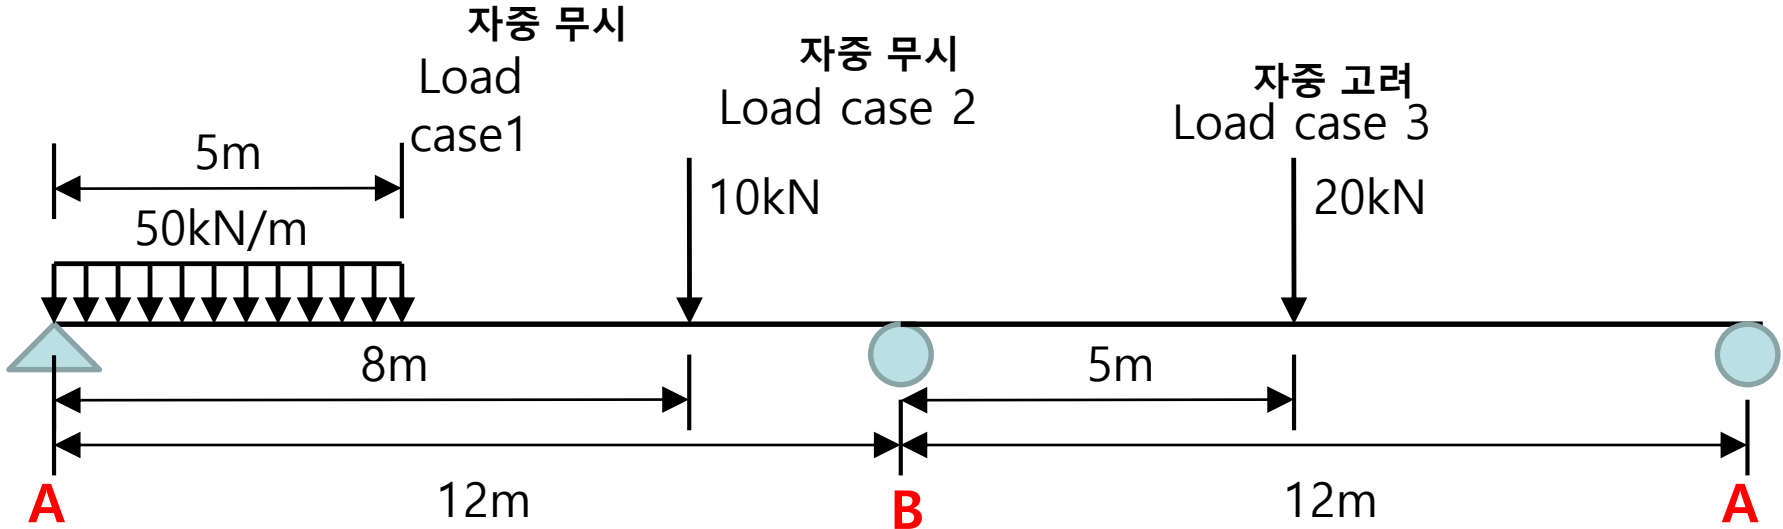 자중 무시
Load
case1
자중 무시
Load case 2
자중 고려
Load case 3
5m
50kN/m
10kN
20kN
8m
5m
12m
12m
A
B
A